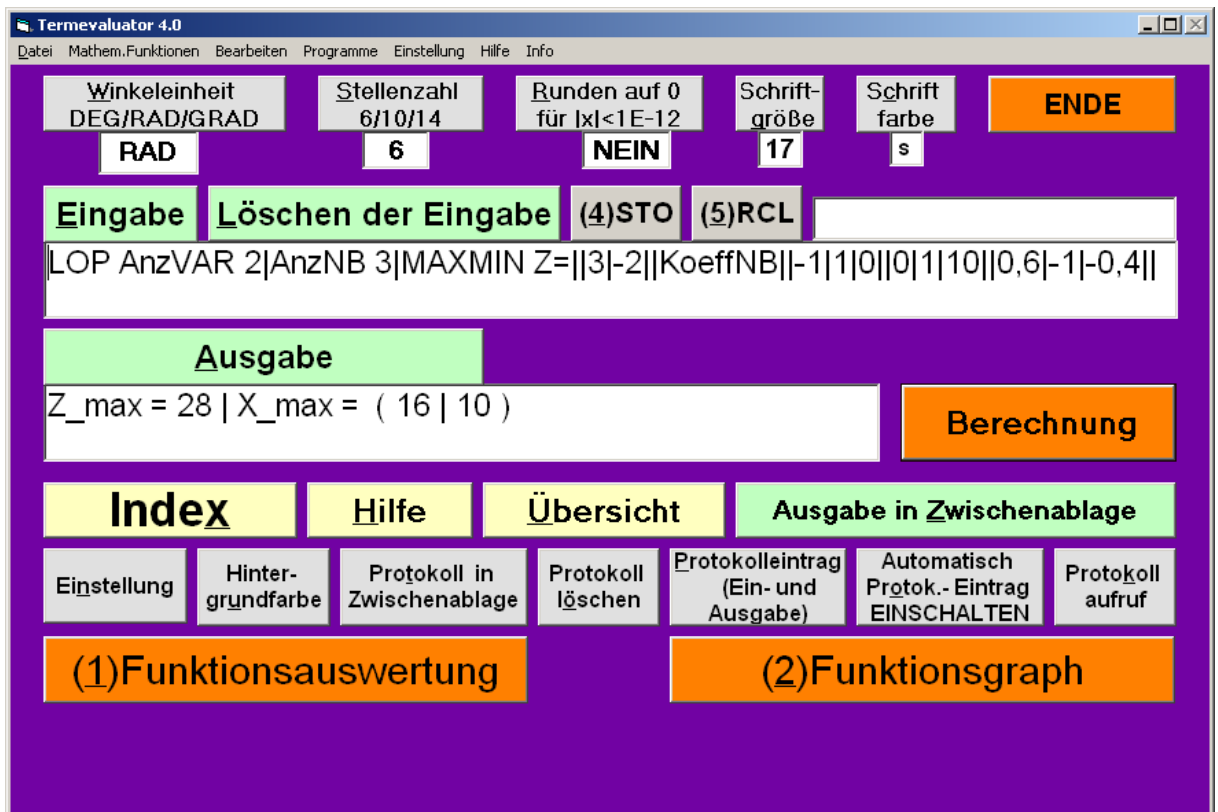 Termevaluator 4.0
Datei Mathem.Funktionen Bearbeiten Programme Einstellung Hilfe Info
Winkeleinheit
DEG/RAD/GRAD
RAD
Stellenzahl
6/10/14
6
Runden auf 0
für |x|<1E-12
NEIN
Schrift-
größe
17
Schrift
farbe
s
ENDE
Eingabe
Löschen der Eingabe
(4)STO
(5)RCL
LOP AnzVAR 2|AnzNB 3|MAXMIN Z=||3|-2||KoeffNB||-1|1|0||0|1|10||0,6|-1|-0,4||
Ausgabe
Z_max = 28 | X_max = ( 16 | 10 )
Berechnung
Index
Hilfe
Übersicht
Ausgabe in Zwischenablage
Einstellung
Hinter-
grundfarbe
Protokoll in
Zwischenablage
Protokoll
löschen
Protokolleintrag
(Ein- und
Ausgabe)
Automatisch
Protok.- Eintrag
EINSCHALTEN
Protokoll
aufruf
(1)Funktionsauswertung
(2)Funktionsgraph